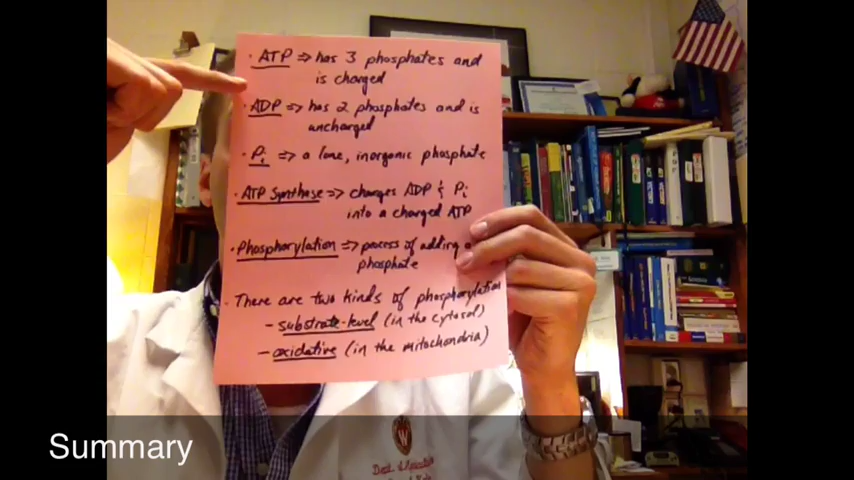 · ATP => has 3 phosphates and
is charged
· ADP => has 2 phosphates and is
uncharged
· Pi => a lone, inorganic phosphate
· ATP Synthase => changes ADP & Pi
into a charged ATP
· Phosphorylation => process of adding a
phosphate
· There are two kinds of phosphorylation
- substrate-level (in the cytosol)
- oxidative (in the mitochondria)
Summary